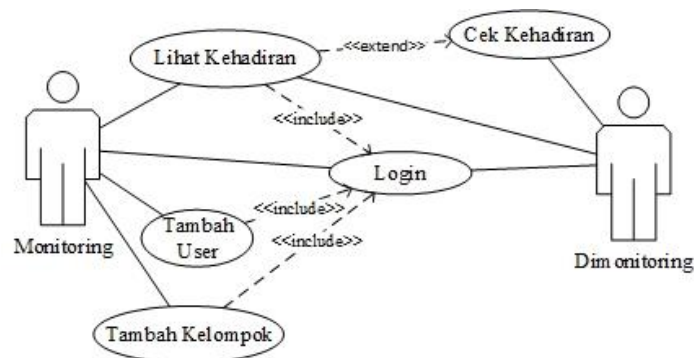 Lihat Kehadiran
<<extend>>
Cek Kehadiran
<<include>>
Login
Tambah
User
<<include>>
<<include>>
Monitoring
Dimonitoring
Tambah Kelompok